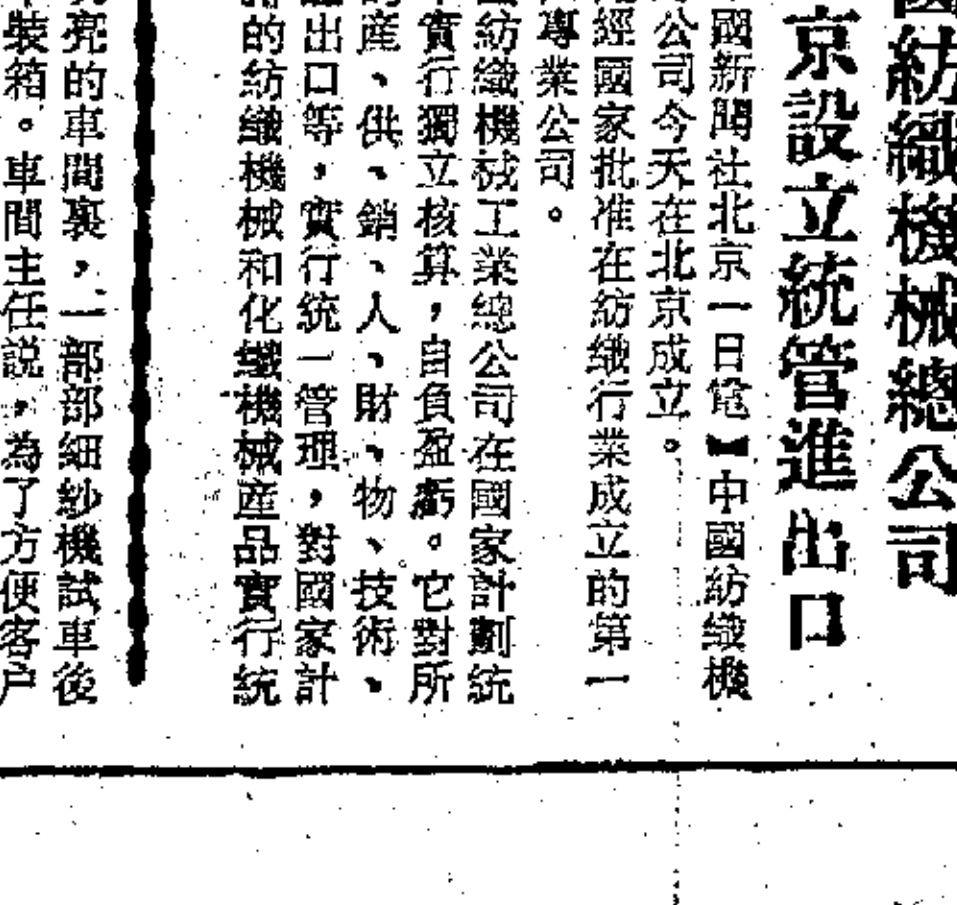 紡織機械總公司
京設立統管進出口
國新聞社北京一日電】中國紡織機
公司今天在北京成立。
經國家批准在紡織行業成立的第一
專業公司。
紡織機械工業總公司在國家計劃統
實行獨立核算，自負盈虧。它對所
産、供、銷、人、財、物、技術、
出口等，實行統一管理，對國家計
的紡織機械和化纖機械産品實行統
亮的車間裏，一部部細紗機試車後
裝箱。車間主任説，為了方便客户